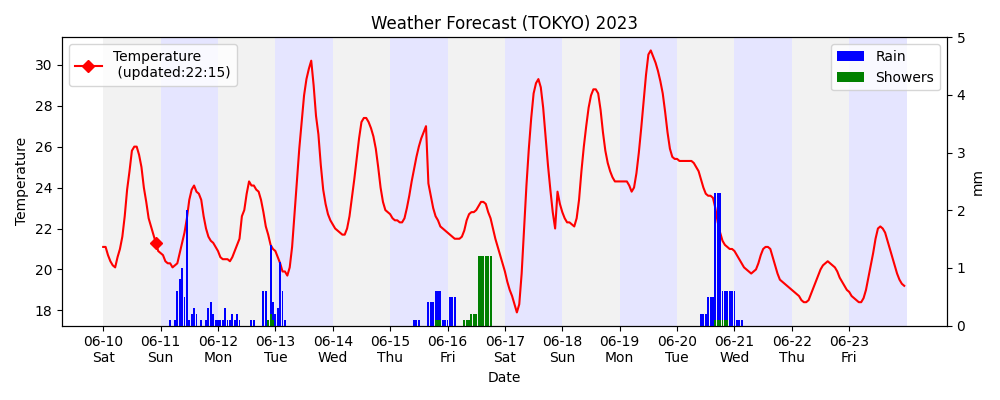 Weather Forecast (TOKYO) 2023
Temperature
(updated:22:15)
Rain
Showers
Temperature
30
28
26
24
22
20
18
5
4
3
2
1
0
mm
06-10 06-11 06-12 06-13 06-14 06-15 06-16 06-17 06-18 06-19 06-20 06-21 06-22 06-23
Sat Sun Mon Tue Wed Thu Fri Sat Sun Mon Tue Wed Thu Fri
Date